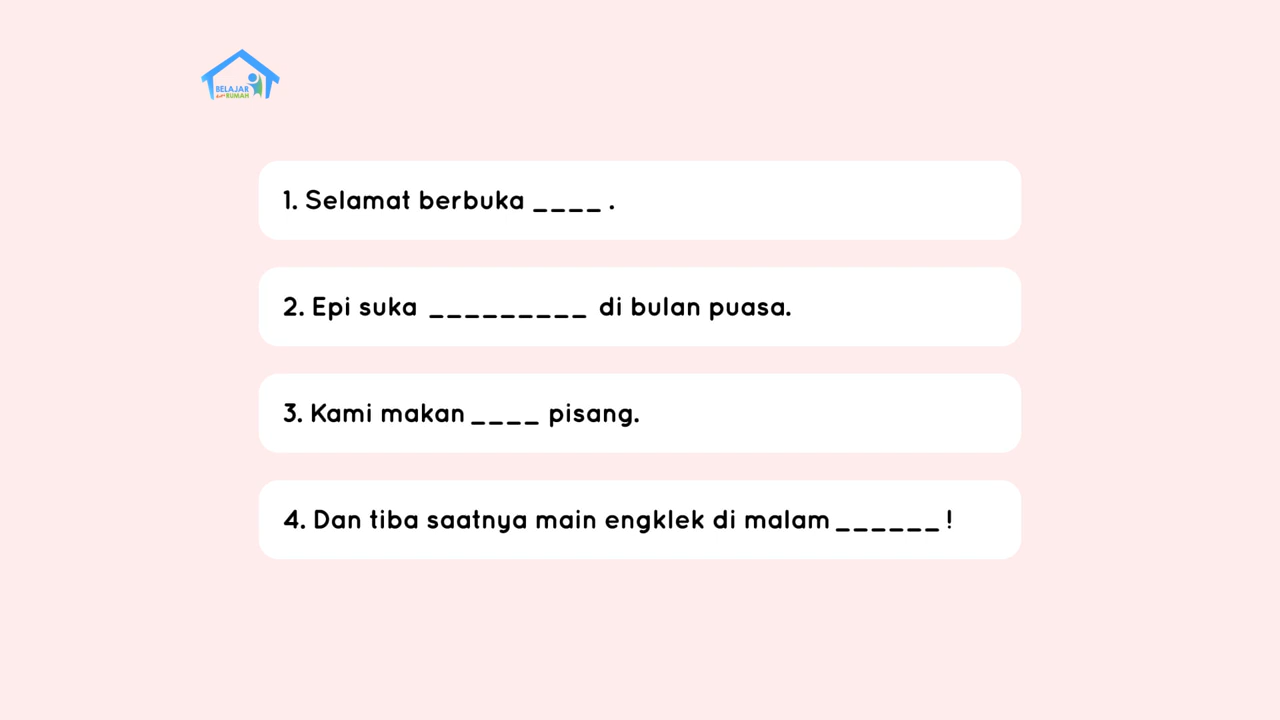 BELAJAR
dari RUMAH
1. Selamat berbuka ____ .
2. Epi suka _________ di bulan puasa.
3. Kami makan ____ pisang.
4. Dan tiba saatnya main engklek di malam ______ !